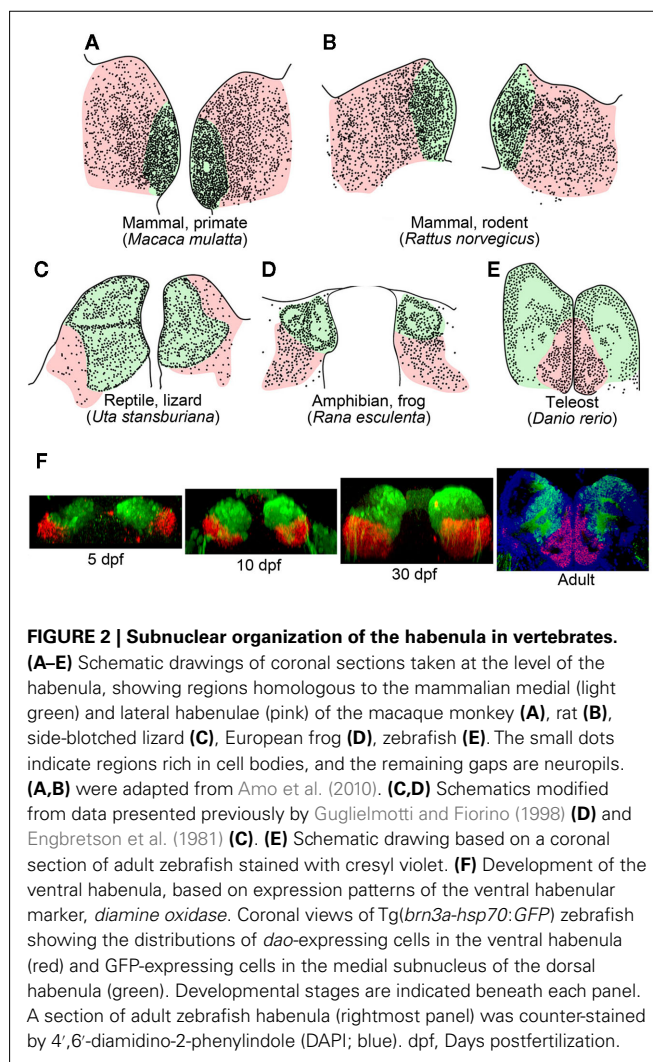 A
B
Mammal, primate
(Macaca mulatta)
Mammal, rodent
(Rattus norvegicus)
C
D
E
Reptile, lizard
(Uta stansburiana)
Amphibian, frog
(Rana esculenta)
Teleost
(Danio rerio)
F
5 dpf
10 dpf
30 dpf
Adult
FIGURE 2 | Subnuclear organization of the habenula in vertebrates.
(A–E) Schematic drawings of coronal sections taken at the level of the
habenula, showing regions homologous to the mammalian medial (light
green) and lateral habenulae (pink) of the macaque monkey (A), rat (B),
side-blotched lizard (C), European frog (D), zebrafish (E). The small dots
indicate regions rich in cell bodies, and the remaining gaps are neuropils.
(A,B) were adapted from Amo et al. (2010). (C,D) Schematics modified
from data presented previously by Guglielmotti and Fiorino (1998) (D) and
Engbretson et al. (1981) (C). (E) Schematic drawing based on a coronal
section of adult zebrafish stained with cresyl violet. (F) Development of the
ventral habenula, based on expression patterns of the ventral habenular
marker, diamine oxidase. Coronal views of Tg(brn3a-hsp70:GFP) zebrafish
showing the distributions of dao-expressing cells in the ventral habenula
(red) and GFP-expressing cells in the medial subnucleus of the dorsal
habenula (green). Developmental stages are indicated beneath each panel.
A section of adult zebrafish habenula (rightmost panel) was counter-stained
by 4′,6′-diamidino-2-phenylindole (DAPI; blue). dpf, Days postfertilization.